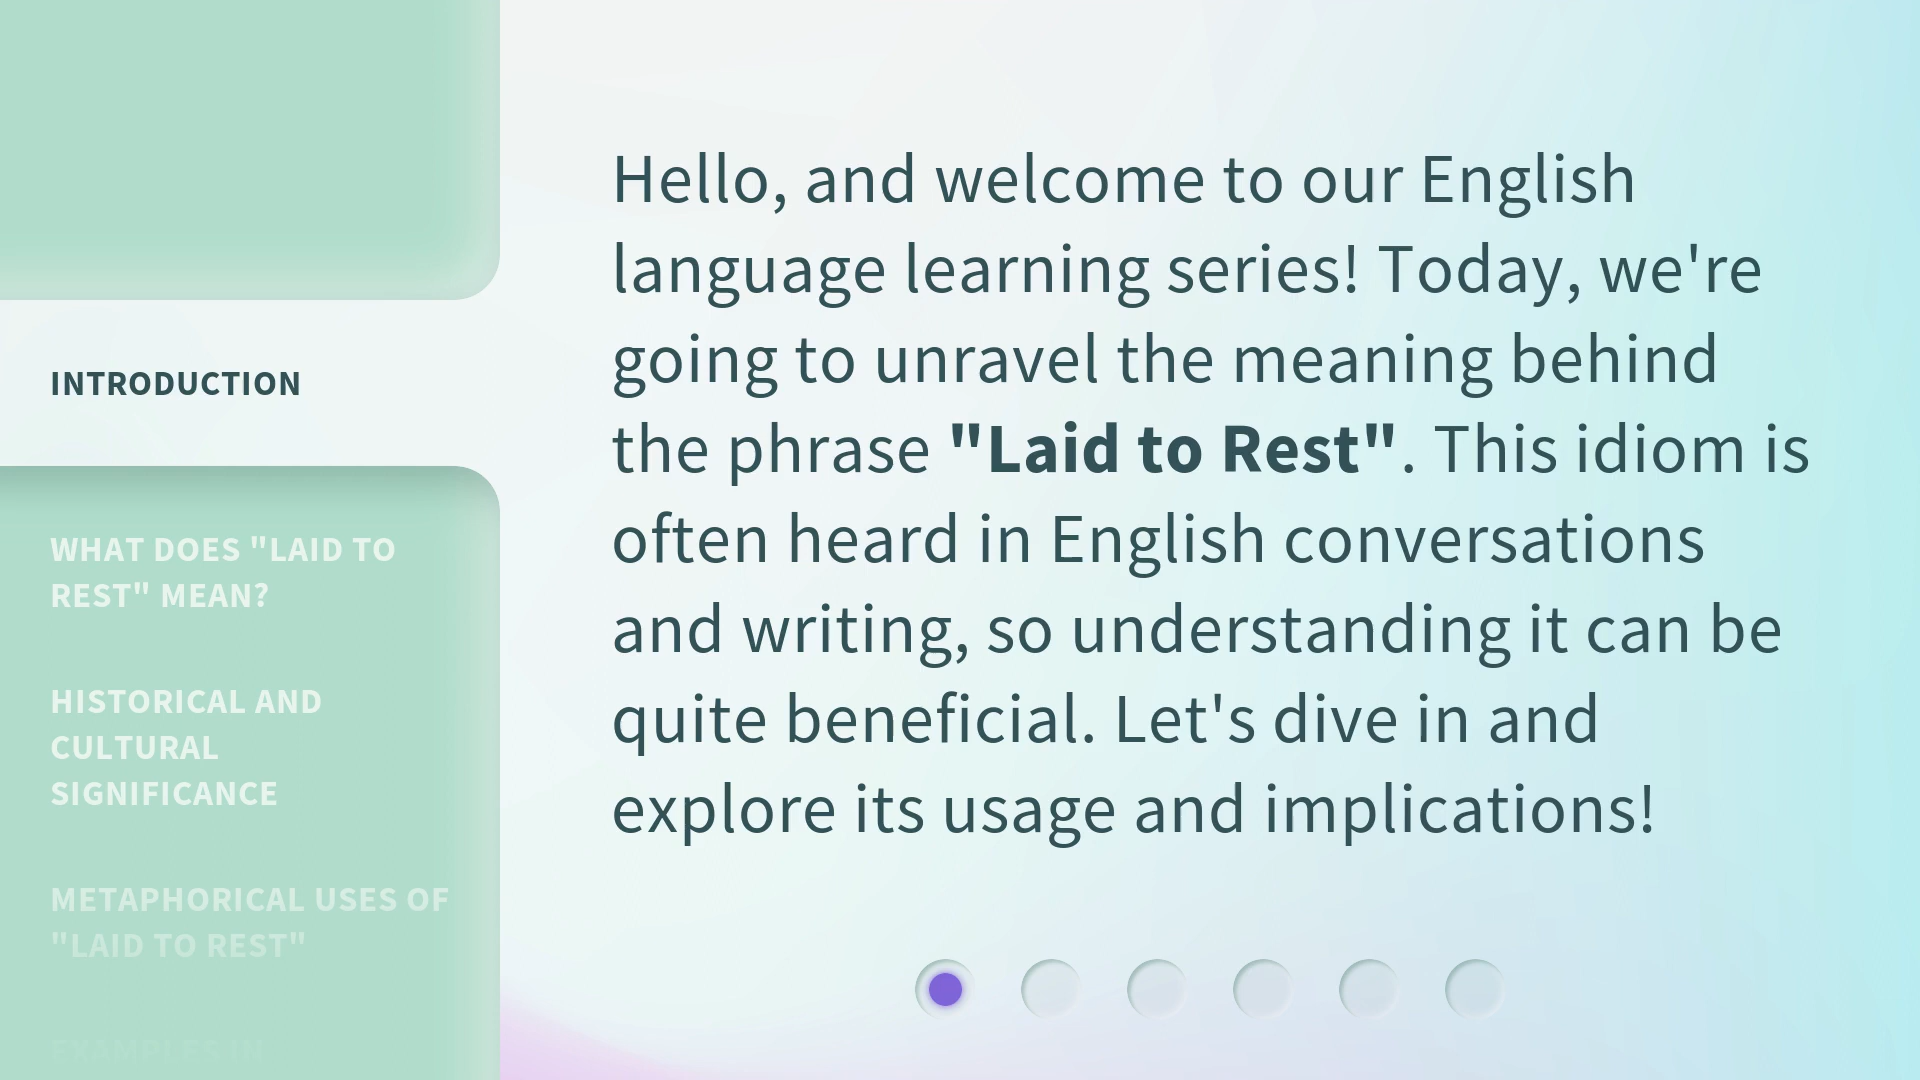 INTRODUCTION
WHAT DOES "LAID TO
REST" MEAN?
HISTORICAL AND
CULTURAL
SIGNIFICANCE
METAPHORICAL USES OF
"LAID TO REST"
EXAMPLES IN
Hello, and welcome to our English
language learning series! Today, we're
going to unravel the meaning behind
the phrase "Laid to Rest". This idiom is
often heard in English conversations
and writing, so understanding it can be
quite beneficial. Let's dive in and
explore its usage and implications!